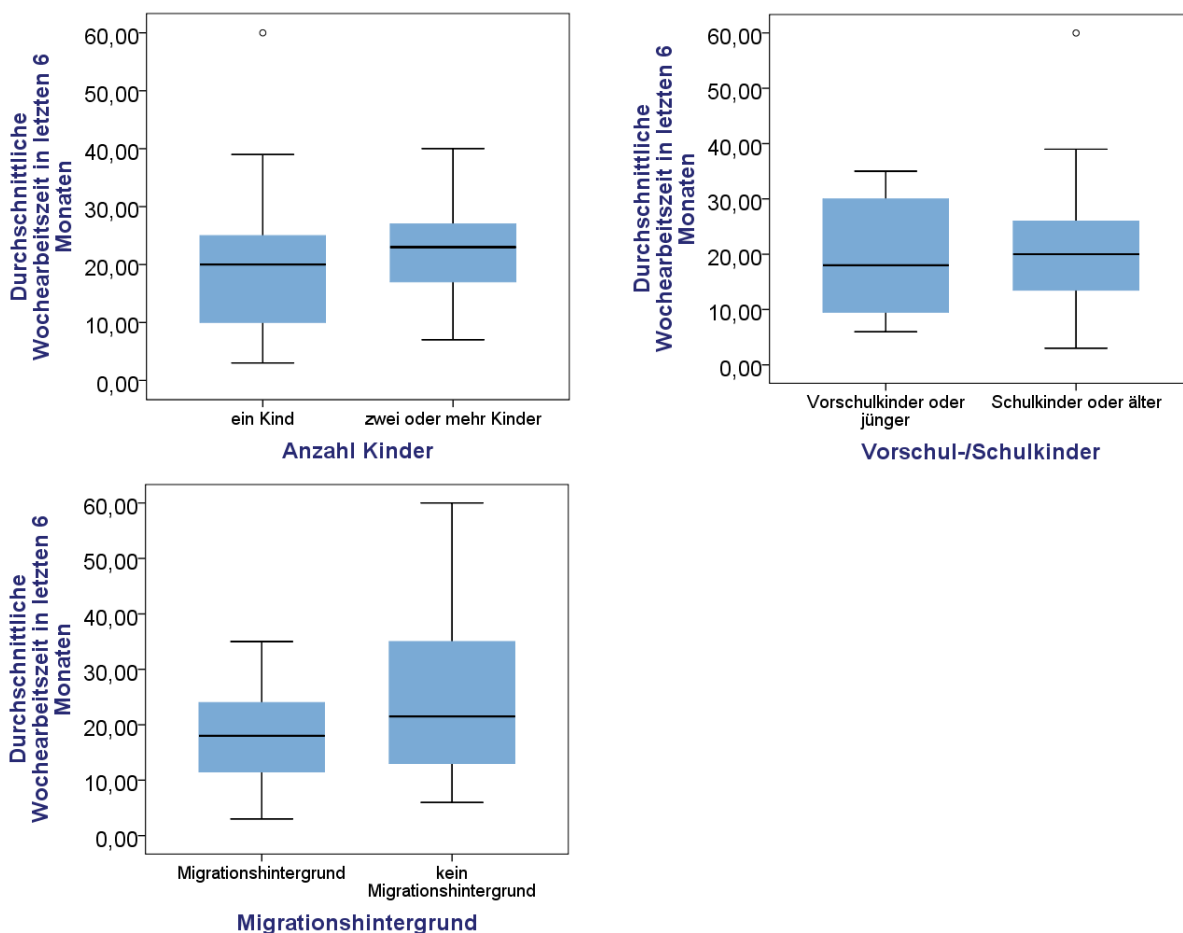 Durchschnittliche
Wochearbeitszeit in letzten 6
Monaten
60,00
50,00
40,00
30,00
20,00
10,00
0,00
ein Kind
zwei oder mehr Kinder
Anzahl Kinder
Durchschnittliche
Wochearbeitszeit in letzten 6
Monaten
60,00
50,00
40,00
30,00
20,00
10,00
0,00
Vorschulkinder oder
jünger
Schulkinder oder älter
Vorschul-/Schulkinder
Durchschnittliche
Wochearbeitszeit in letzten 6
Monaten
60,00
50,00
40,00
30,00
20,00
10,00
0,00
Migrationshintergrund
kein
Migrationshintergrund
Migrationshintergrund